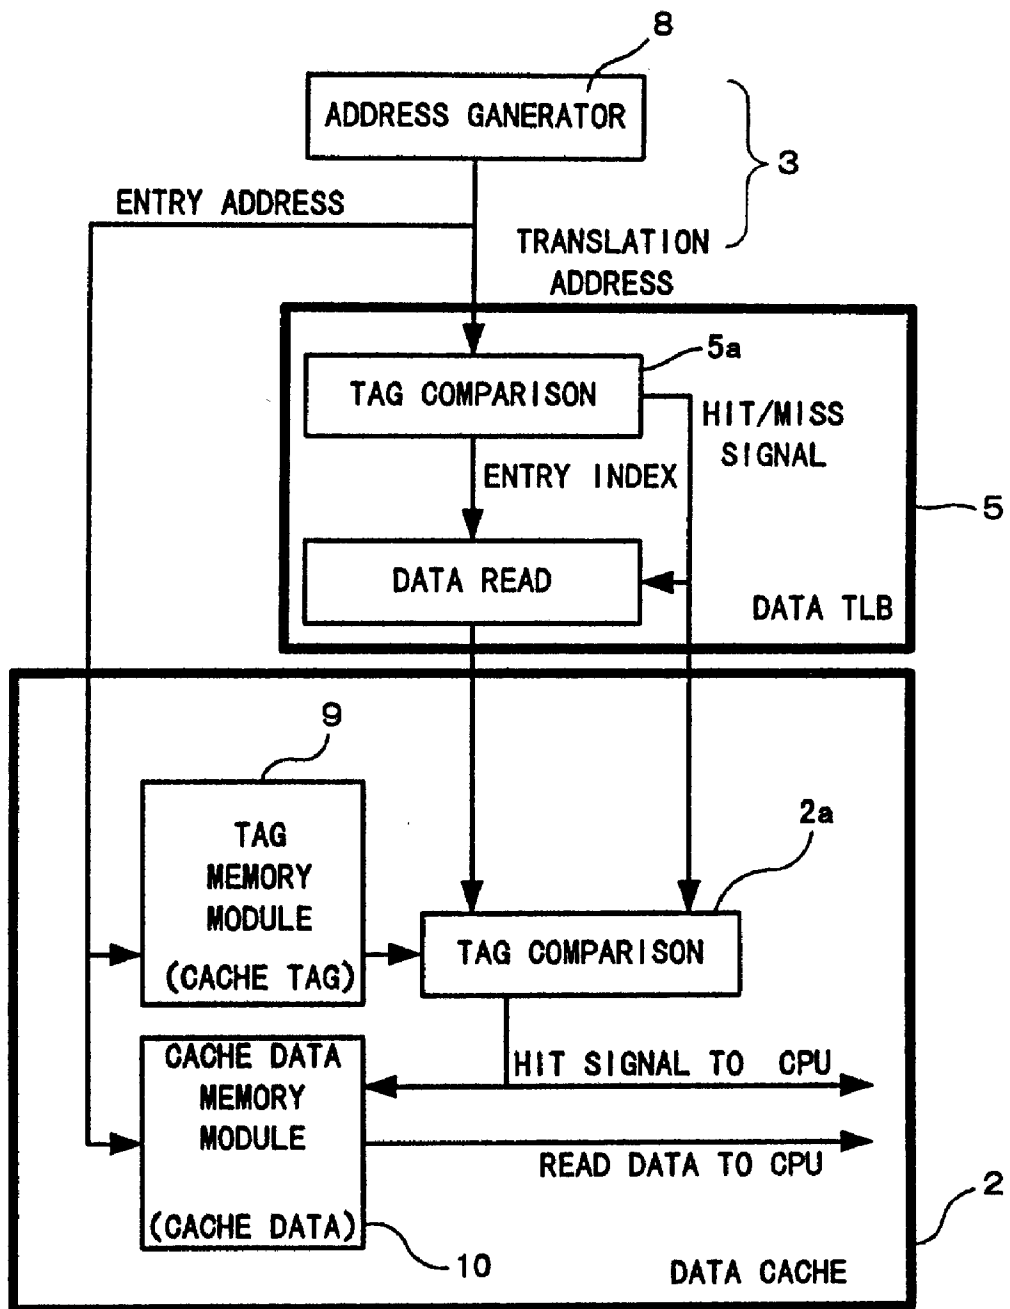 8
ADDRESS GANERATOR
3
ENTRY ADDRESS
TRANSLATION
ADDRESS
5a
TAG COMPARISON
HIT/MISS
SIGNAL
ENTRY INDEX
5
DATA READ
DATA TLB
9
2a
TAG
MEMORY
MODULE
(CACHE TAG)
TAG COMPARISON
CACHE DATA
MEMORY
MODULE
(CACHE DATA)
HIT SIGNAL TO CPU
READ DATA TO CPU
2
10
DATA CACHE